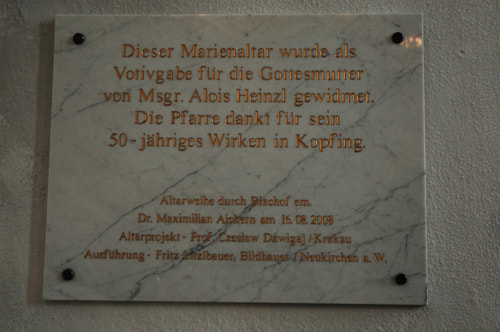 Dieser Marienaltar wurde als
Votivgabe für die Gottesmutter
von Msgr. Alois Heinzl gewidmet.
Die Pfarre dankt für sein
50-jähriges Wirken in Kopfing.
Altarweihe durch Bischof em.
Dr. Maximilian Aichern am 16.08.2008
Altarprojekt - Prof. Czesław Dźwigaj / Krakau
Ausführung - Fritz Litzlbauer, Bildhauer / Neukirchen a. W.